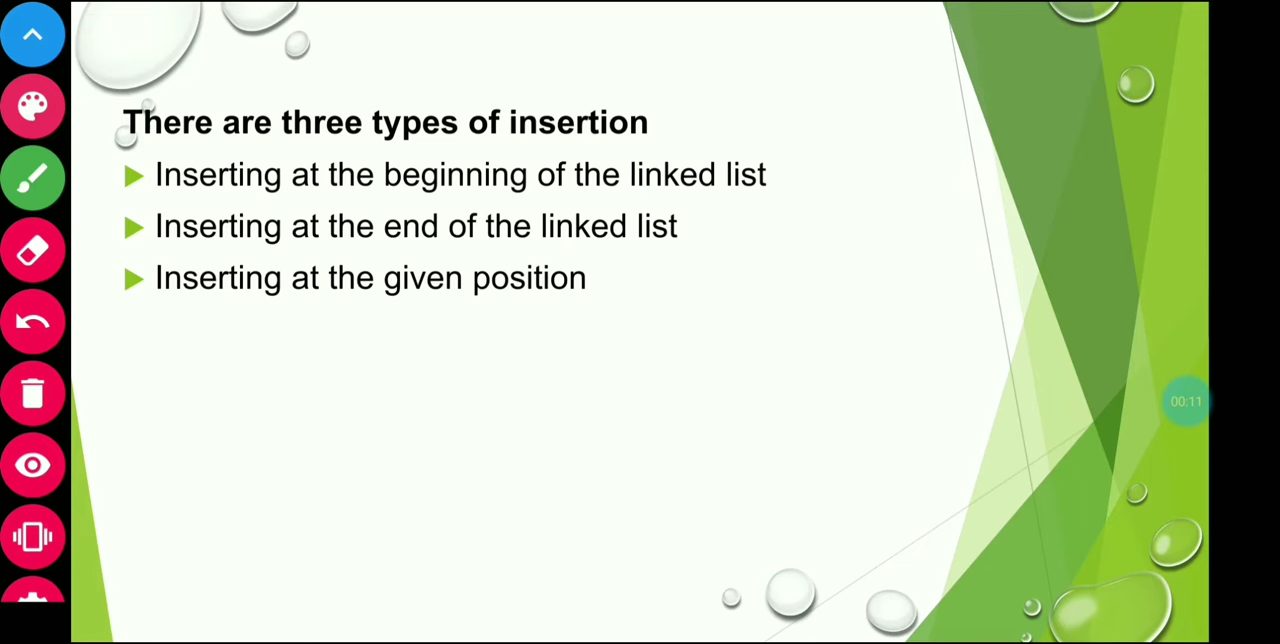 There are three types of insertion
Inserting at the beginning of the linked list
Inserting at the end of the linked list
Inserting at the given position
00:11